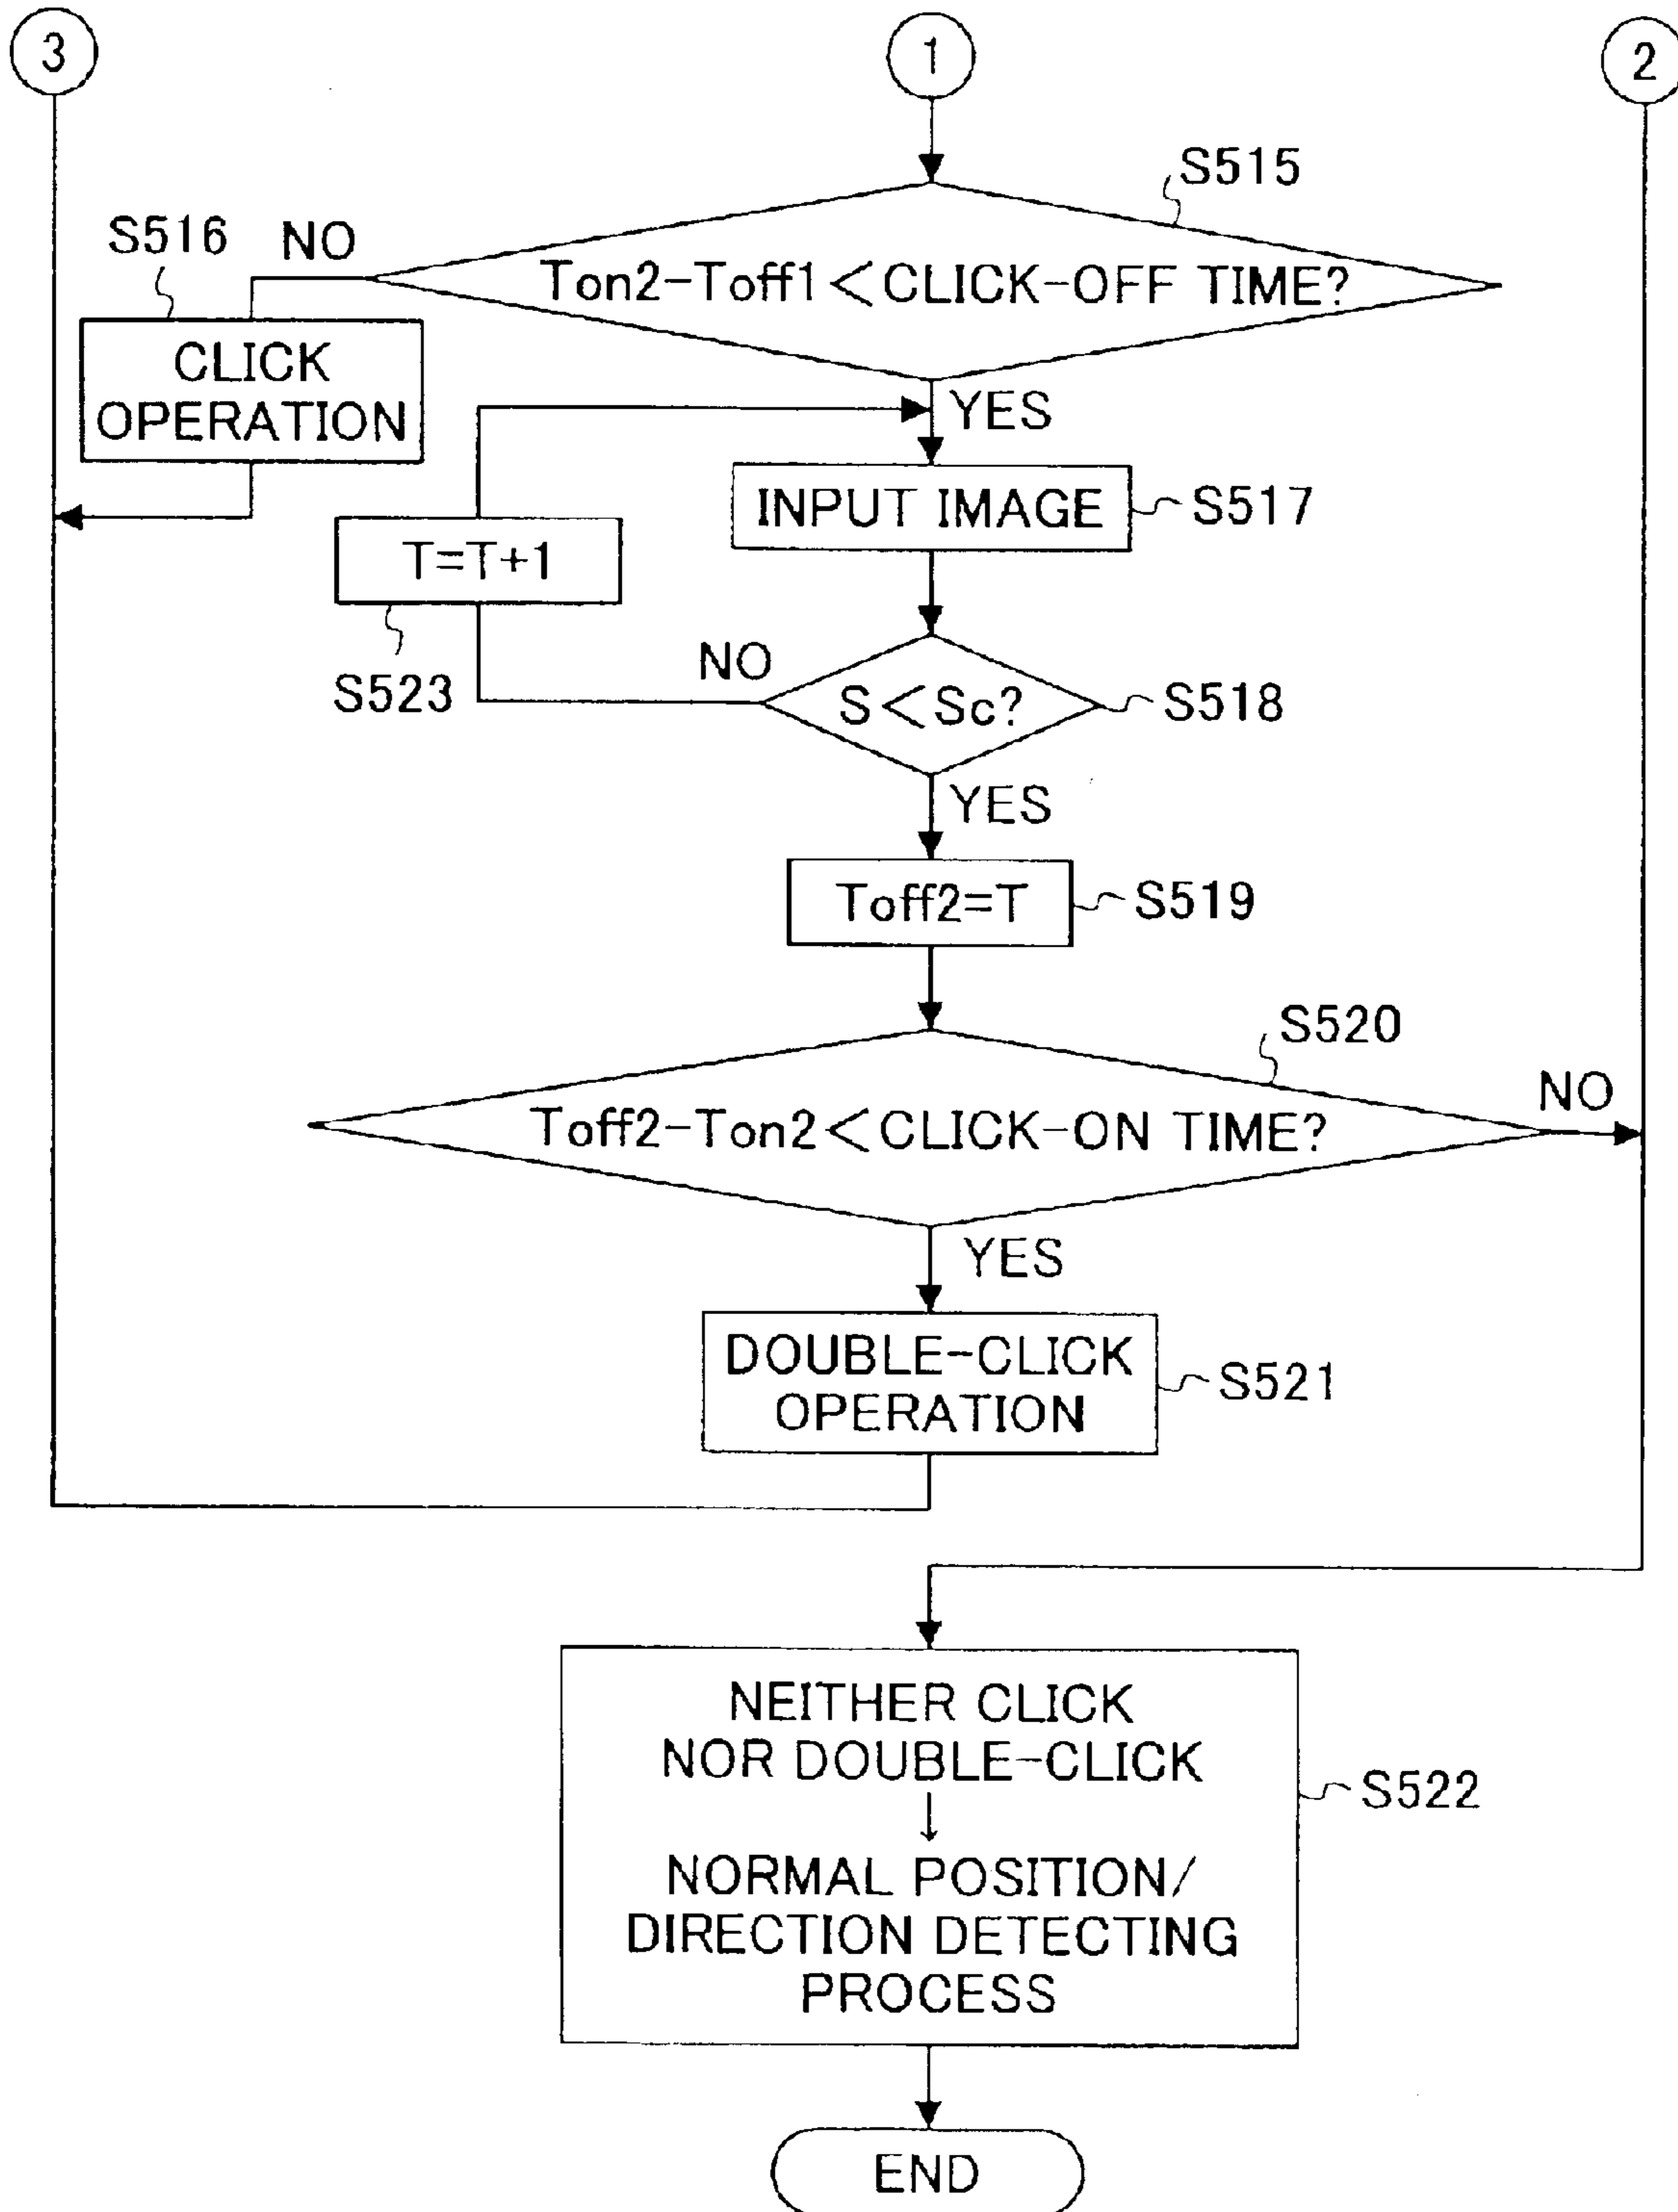 3
1
2
S515
S516
NO
Ton2-Toff1<CLICK-OFF TIME?
CLICK
OPERATION
YES
INPUT IMAGE
S517
T=T+1
S523
NO
S<Sc?
S518
YES
Toff2=T
S519
S520
NO
Toff2-Ton2<CLICK-ON TIME?
YES
DOUBLE-CLICK
OPERATION
S521
NEITHER CLICK
NOR DOUBLE-CLICK
S522
NORMAL POSITION/
DIRECTION DETECTING
PROCESS
END